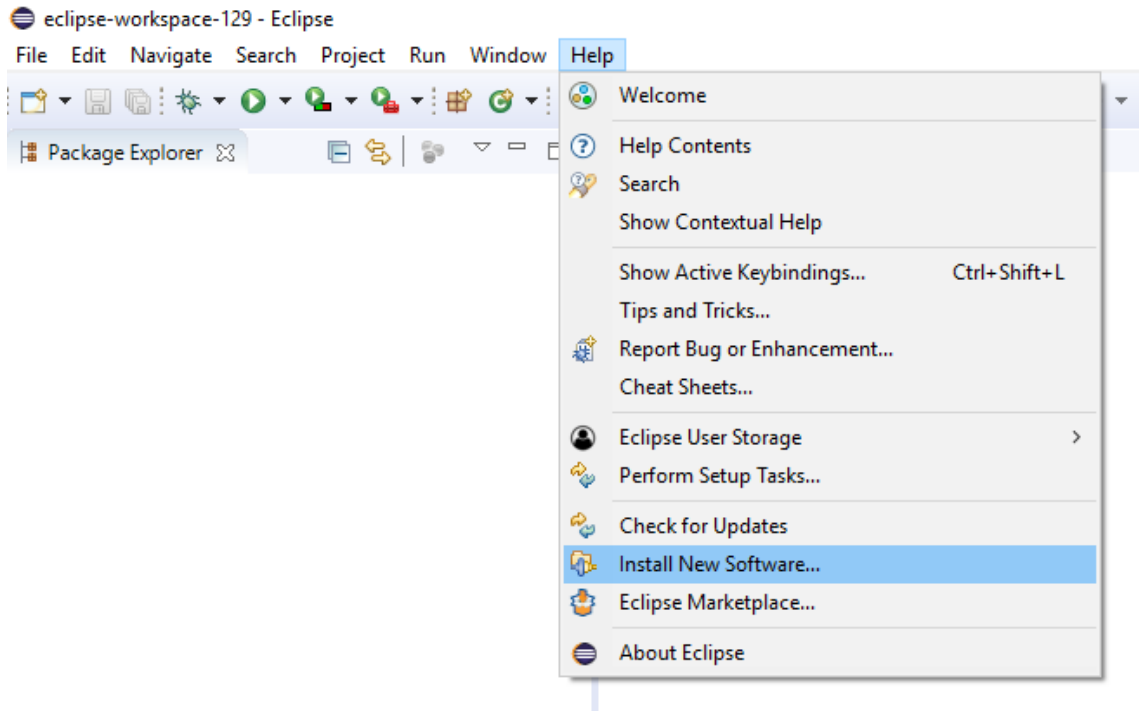 eclipse-workspace-129 - Eclipse
File Edit Navigate Search Project Run Window Help
Package Explorer
Welcome
Help Contents
Search
Show Contextual Help
Show Active Keybindings... Ctrl+Shift+L
Tips and Tricks...
Report Bug or Enhancement...
Cheat Sheets...
Eclipse User Storage
Perform Setup Tasks...
Check for Updates
Install New Software...
Eclipse Marketplace...
About Eclipse